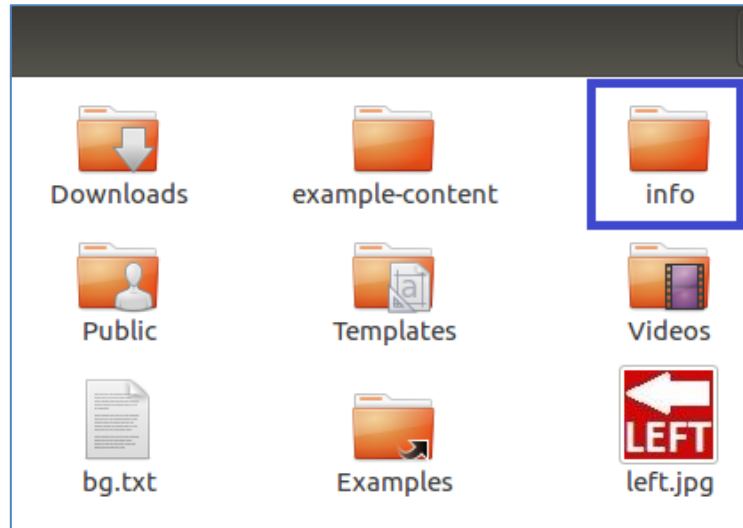 Downloads example-content info
Public Templates Videos
LEFT
bg.txt Examples left.jpg